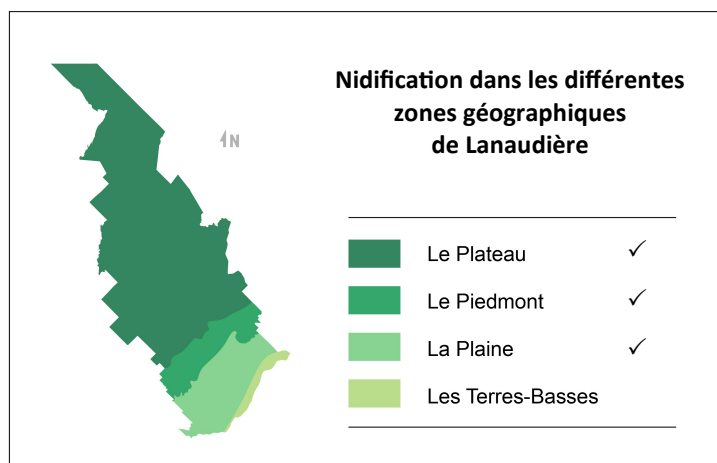 Nidification dans les différentes
zones géographiques
de Lanaudière
N
Le Plateau ✓
Le Piedmont ✓
La Plaine ✓
Les Terres-Basses